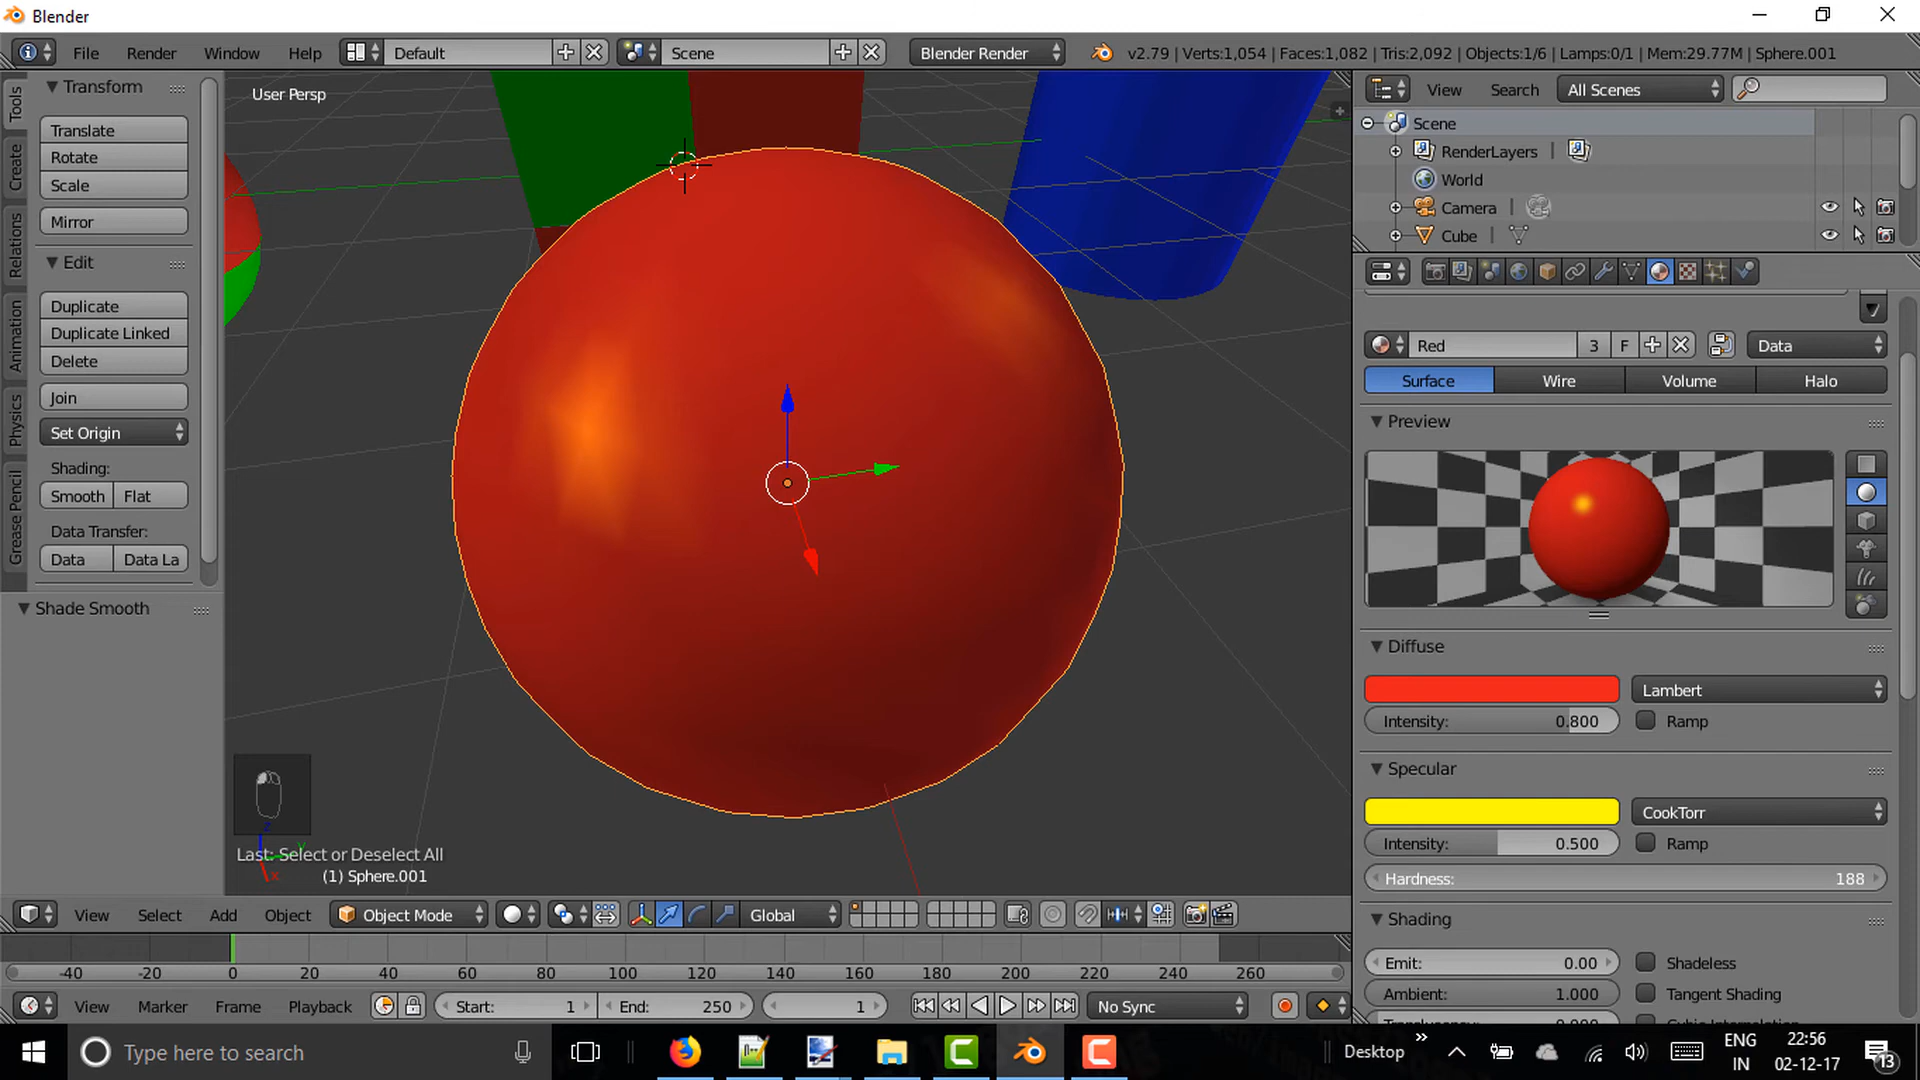 Blender
File Render Window Help Default Scene Blender Render v2.79 | Verts:1,054 | Faces:1,082 | Tris:2,092 | Objects:1/6 | Lamps:0/1 | Mem:29.77M | Sphere.001
Tools
Create
Relations
Animation
Physics
Grease Pencil
Transform
Translate
Rotate
Scale
Mirror
Edit
Duplicate
Duplicate Linked
Delete
Join
Set Origin
Shading:
Smooth Flat
Data Transfer:
Data Data La
Shade Smooth
User Persp
Last: Select or Deselect All
(1) Sphere.001
View Search All Scenes
Scene
RenderLayers |
World
Camera |
Cube |
Red 3 F Data
Surface Wire Volume Halo
Preview
Diffuse
Lambert
Intensity: 0.800 Ramp
Specular
CookTorr
Intensity: 0.500 Ramp
Hardness: 188
Shading
Emit: 0.00 Shadeless
Ambient: 1.000 Tangent Shading
View Select Add Object Object Mode Global
-40 -20 0 20 40 60 80 100 120 140 160 180 200 220 240 260
View Marker Frame Playback Start: 1 End: 250 1 No Sync
Type here to search Desktop » ENG 22:56
IN 02-12-17 13